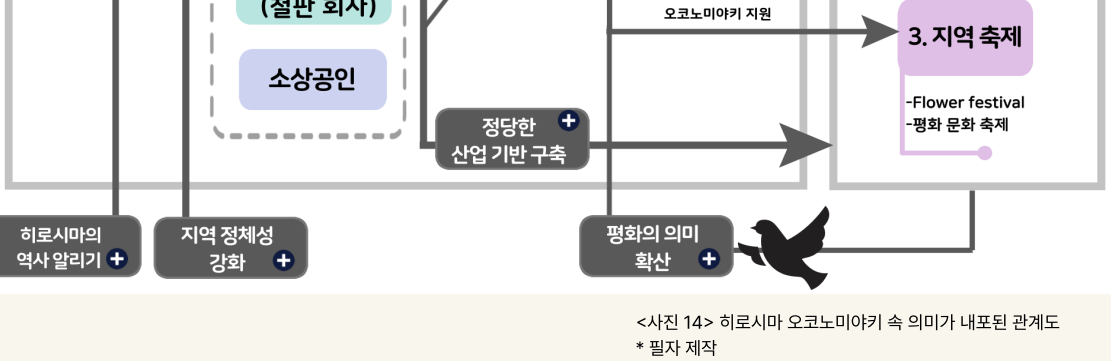 (철판 회사)
오코노미야키 지원
3. 지역 축제
소상공인
-Flower festival
-평화 문화 축제
정당한
산업 기반 구축
히로시마의
역사 알리기
지역 정체성
강화
평화의 의미
확산
<사진 14> 히로시마 오코노미야키 속 의미가 내포된 관계도
* 필자 제작